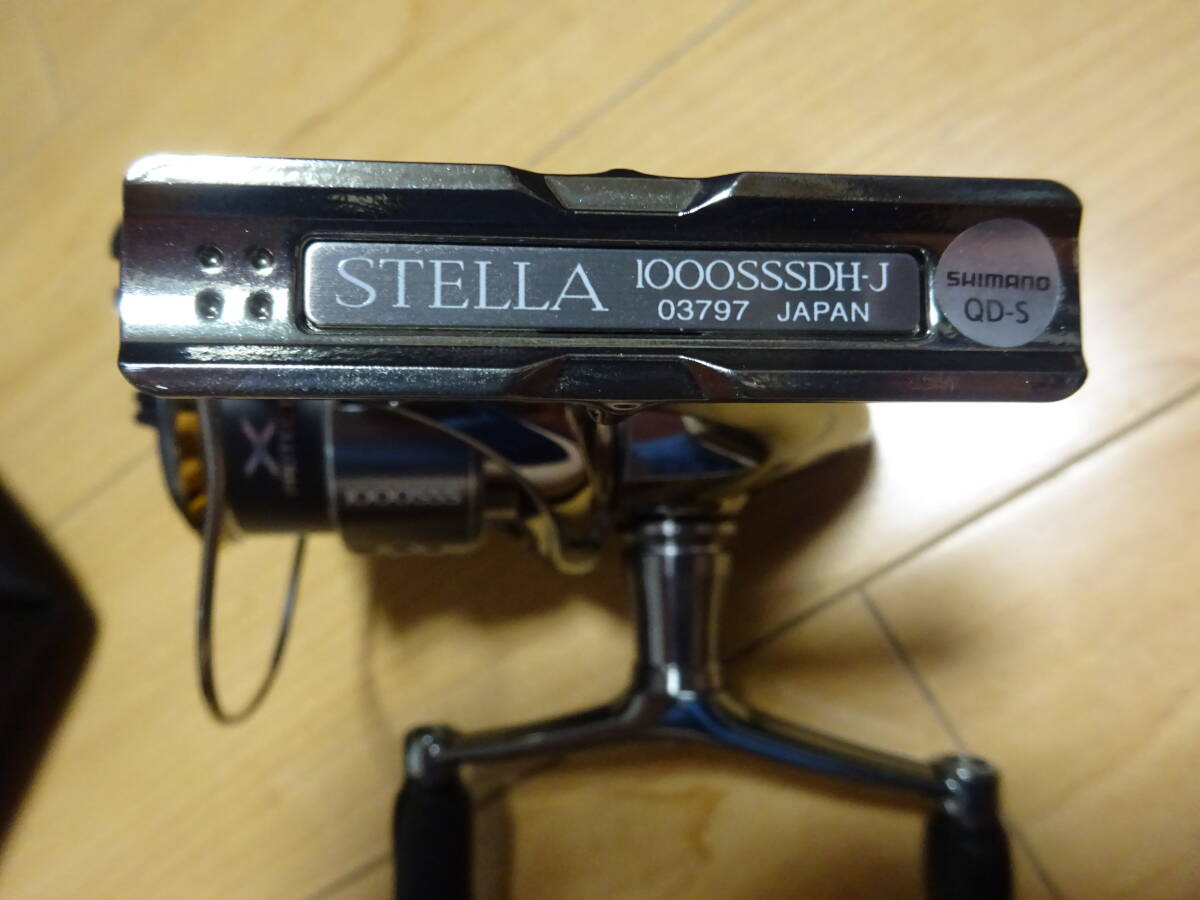 STELLA 1000SSSDH-J
03797 JAPAN
SHIMANO
QD-S
X
1000SSS